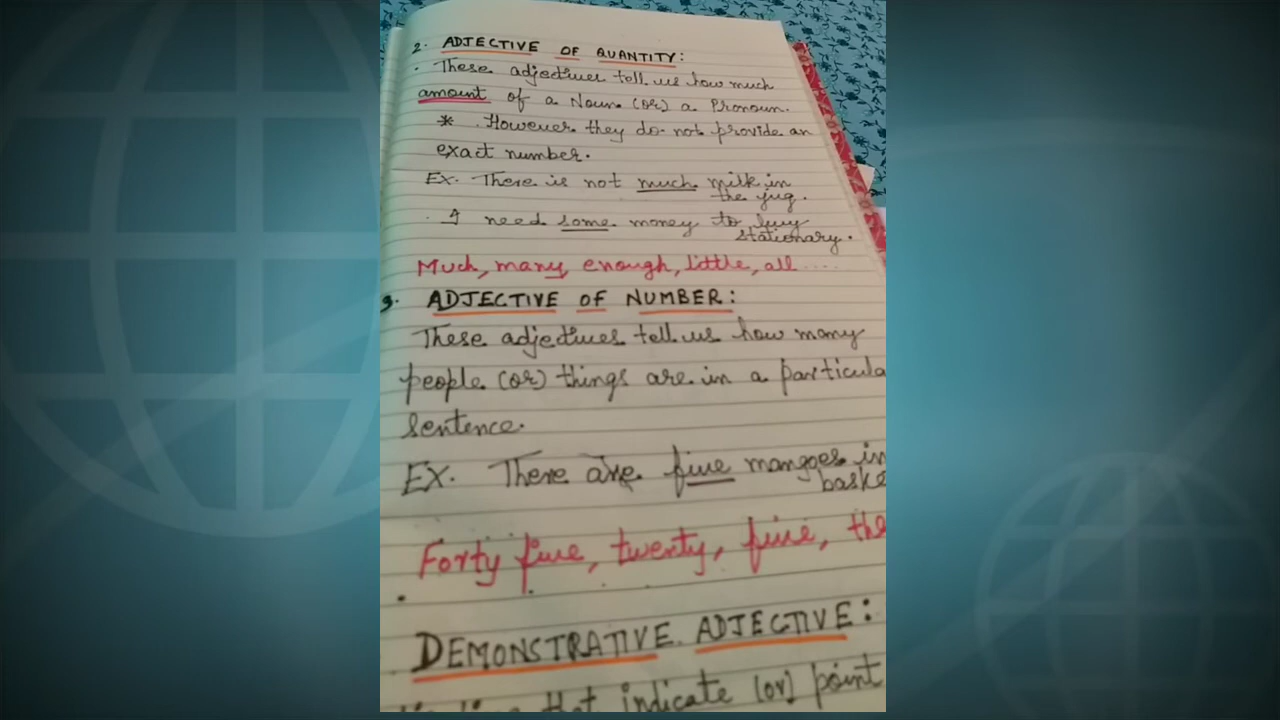 2. ADJECTIVE OF QUANTITY:
. These adjectives tell us how much
amount of a Noun (or) a Pronoun.
* . However they do not provide an
exact number.
Ex. There is not much milk in
the jug.
. I need some money to buy
stationary.
Much, many, enough, little, all ....
3. ADJECTIVE OF NUMBER:
These adjectives tell us how many
people (or) things are in a particula
sentence.
EX. There are five mangoes in
baske
Forty five, twenty, five, the
DEMONSTRATIVE ADJECTIVE:
that indicate (or) point